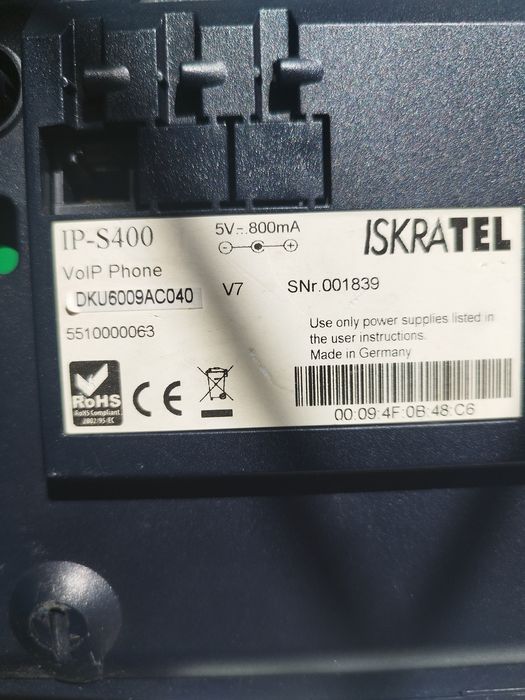 IP-S400
5V⎓800mA
ISKRATEL
VoIP Phone
DKU6009AC040 V7 SNr.001839
5510000063
Use only power supplies listed in
the user instructions.
Made in Germany
RoHS
RoHS Compliant
2002/95/EC
CE
00:09:4F:0B:48:C6